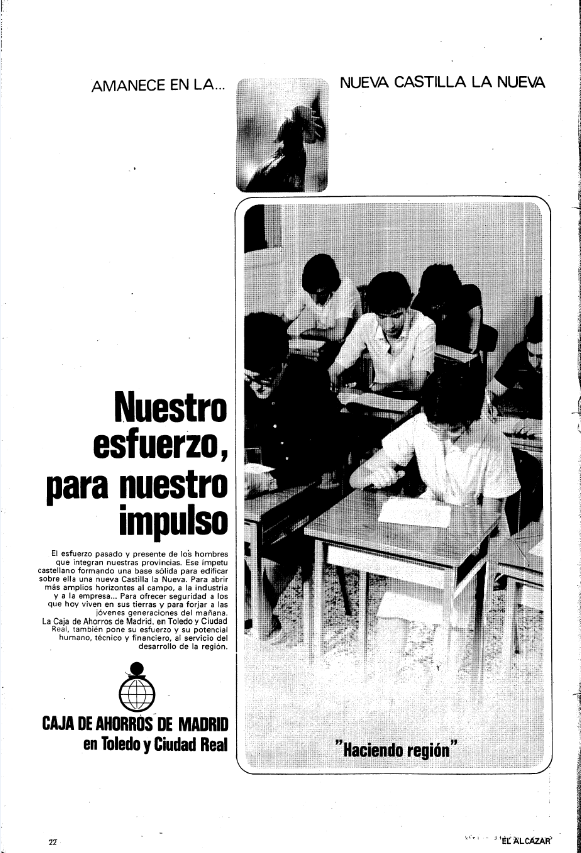 AMANECE EN LA...
NUEVA CASTILLA LA NUEVA
Nuestro
esfuerzo,
para nuestro
impulso
El esfuerzo pasado y presente de los hombres
que integran nuestras provincias. Ese ímpetu
castellano formando una base sólida para edificar
sobre ella una nueva Castilla la Nueva. Para abrir
más amplios horizontes al campo, a la industria
y a la empresa... Para ofrecer seguridad a los
que hoy viven en sus tierras y para forjar a las
jóvenes generaciones del mañana.
La Caja de Ahorros de Madrid, en Toledo y Ciudad
Real, también pone su esfuerzo y su potencial
humano, técnico y financiero, al servicio del
desarrollo de la región.
CAJA DE AHORROS DE MADRID
en Toledo y Ciudad Real
"Haciendo región"
22
EL ALCAZAR